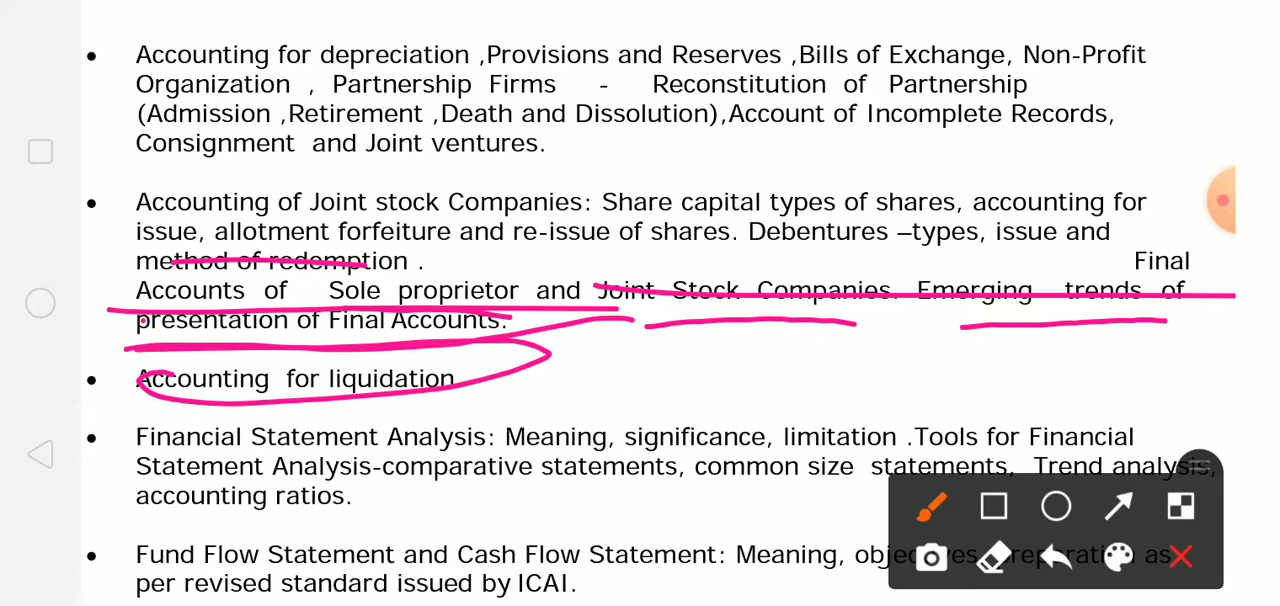 • Accounting for depreciation ,Provisions and Reserves ,Bills of Exchange, Non-Profit
Organization , Partnership Firms - Reconstitution of Partnership
(Admission ,Retirement ,Death and Dissolution),Account of Incomplete Records,
Consignment and Joint ventures.
• Accounting of Joint stock Companies: Share capital types of shares, accounting for
issue, allotment forfeiture and re-issue of shares. Debentures –types, issue and
method of redemption . Final
Accounts of Sole proprietor and Joint Stock Companies. Emerging trends of
presentation of Final Accounts.
• Accounting for liquidation
• Financial Statement Analysis: Meaning, significance, limitation .Tools for Financial
Statement Analysis-comparative statements, common size statements, Trend analysis,
accounting ratios.
• Fund Flow Statement and Cash Flow Statement: Meaning, objectives, preparation as
per revised standard issued by ICAI.